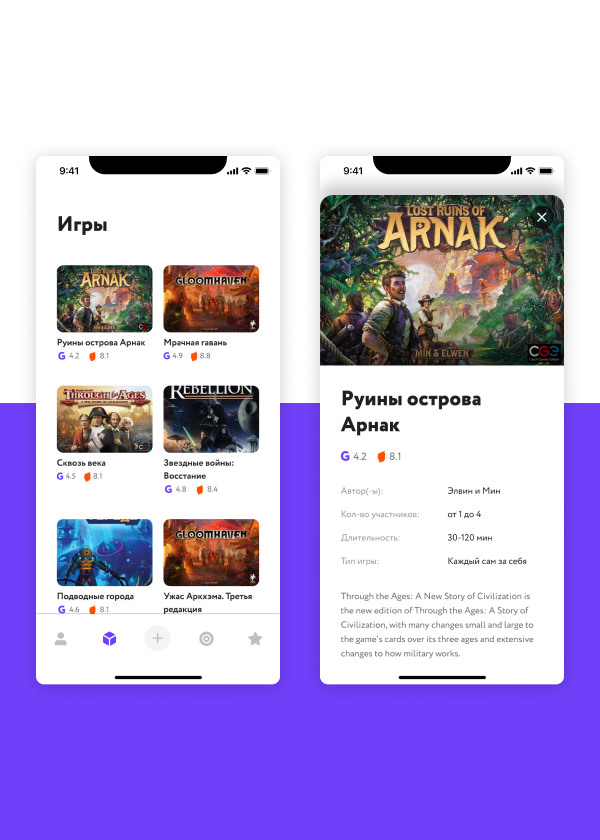 9:41
Игры
LOST RUINS OF
ARNAK
MIN & ELWEN
GLOOMHAVEN
Руины острова Арнак
G 4.2 8.1
Мрачная гавань
G 4.9 8.8
THROUGH THE AGES
REBELLION
Сквозь века
G 4.5 8.1
Звездные войны:
Восстание
G 4.8 8.4
GLOOMHAVEN
Подводные города
G 4.6 8.1
Ужас Аркхэма. Третья
редакция
9:41
LOST RUINS OF
ARNAK
MIN & ELWEN
CGE
Czech Games Edition
Руины острова
Арнак
G 4.2 8.1
Автор(-ы): Элвин и Мин
Кол-во участников: от 1 до 4
Длительность: 30-120 мин
Тип игры: Каждый сам за себя
Through the Ages: A New Story of Civilization is
the new edition of Through the Ages: A Story of
Civilization, with many changes small and large to
the game's cards over its three ages and extensive
changes to how military works.